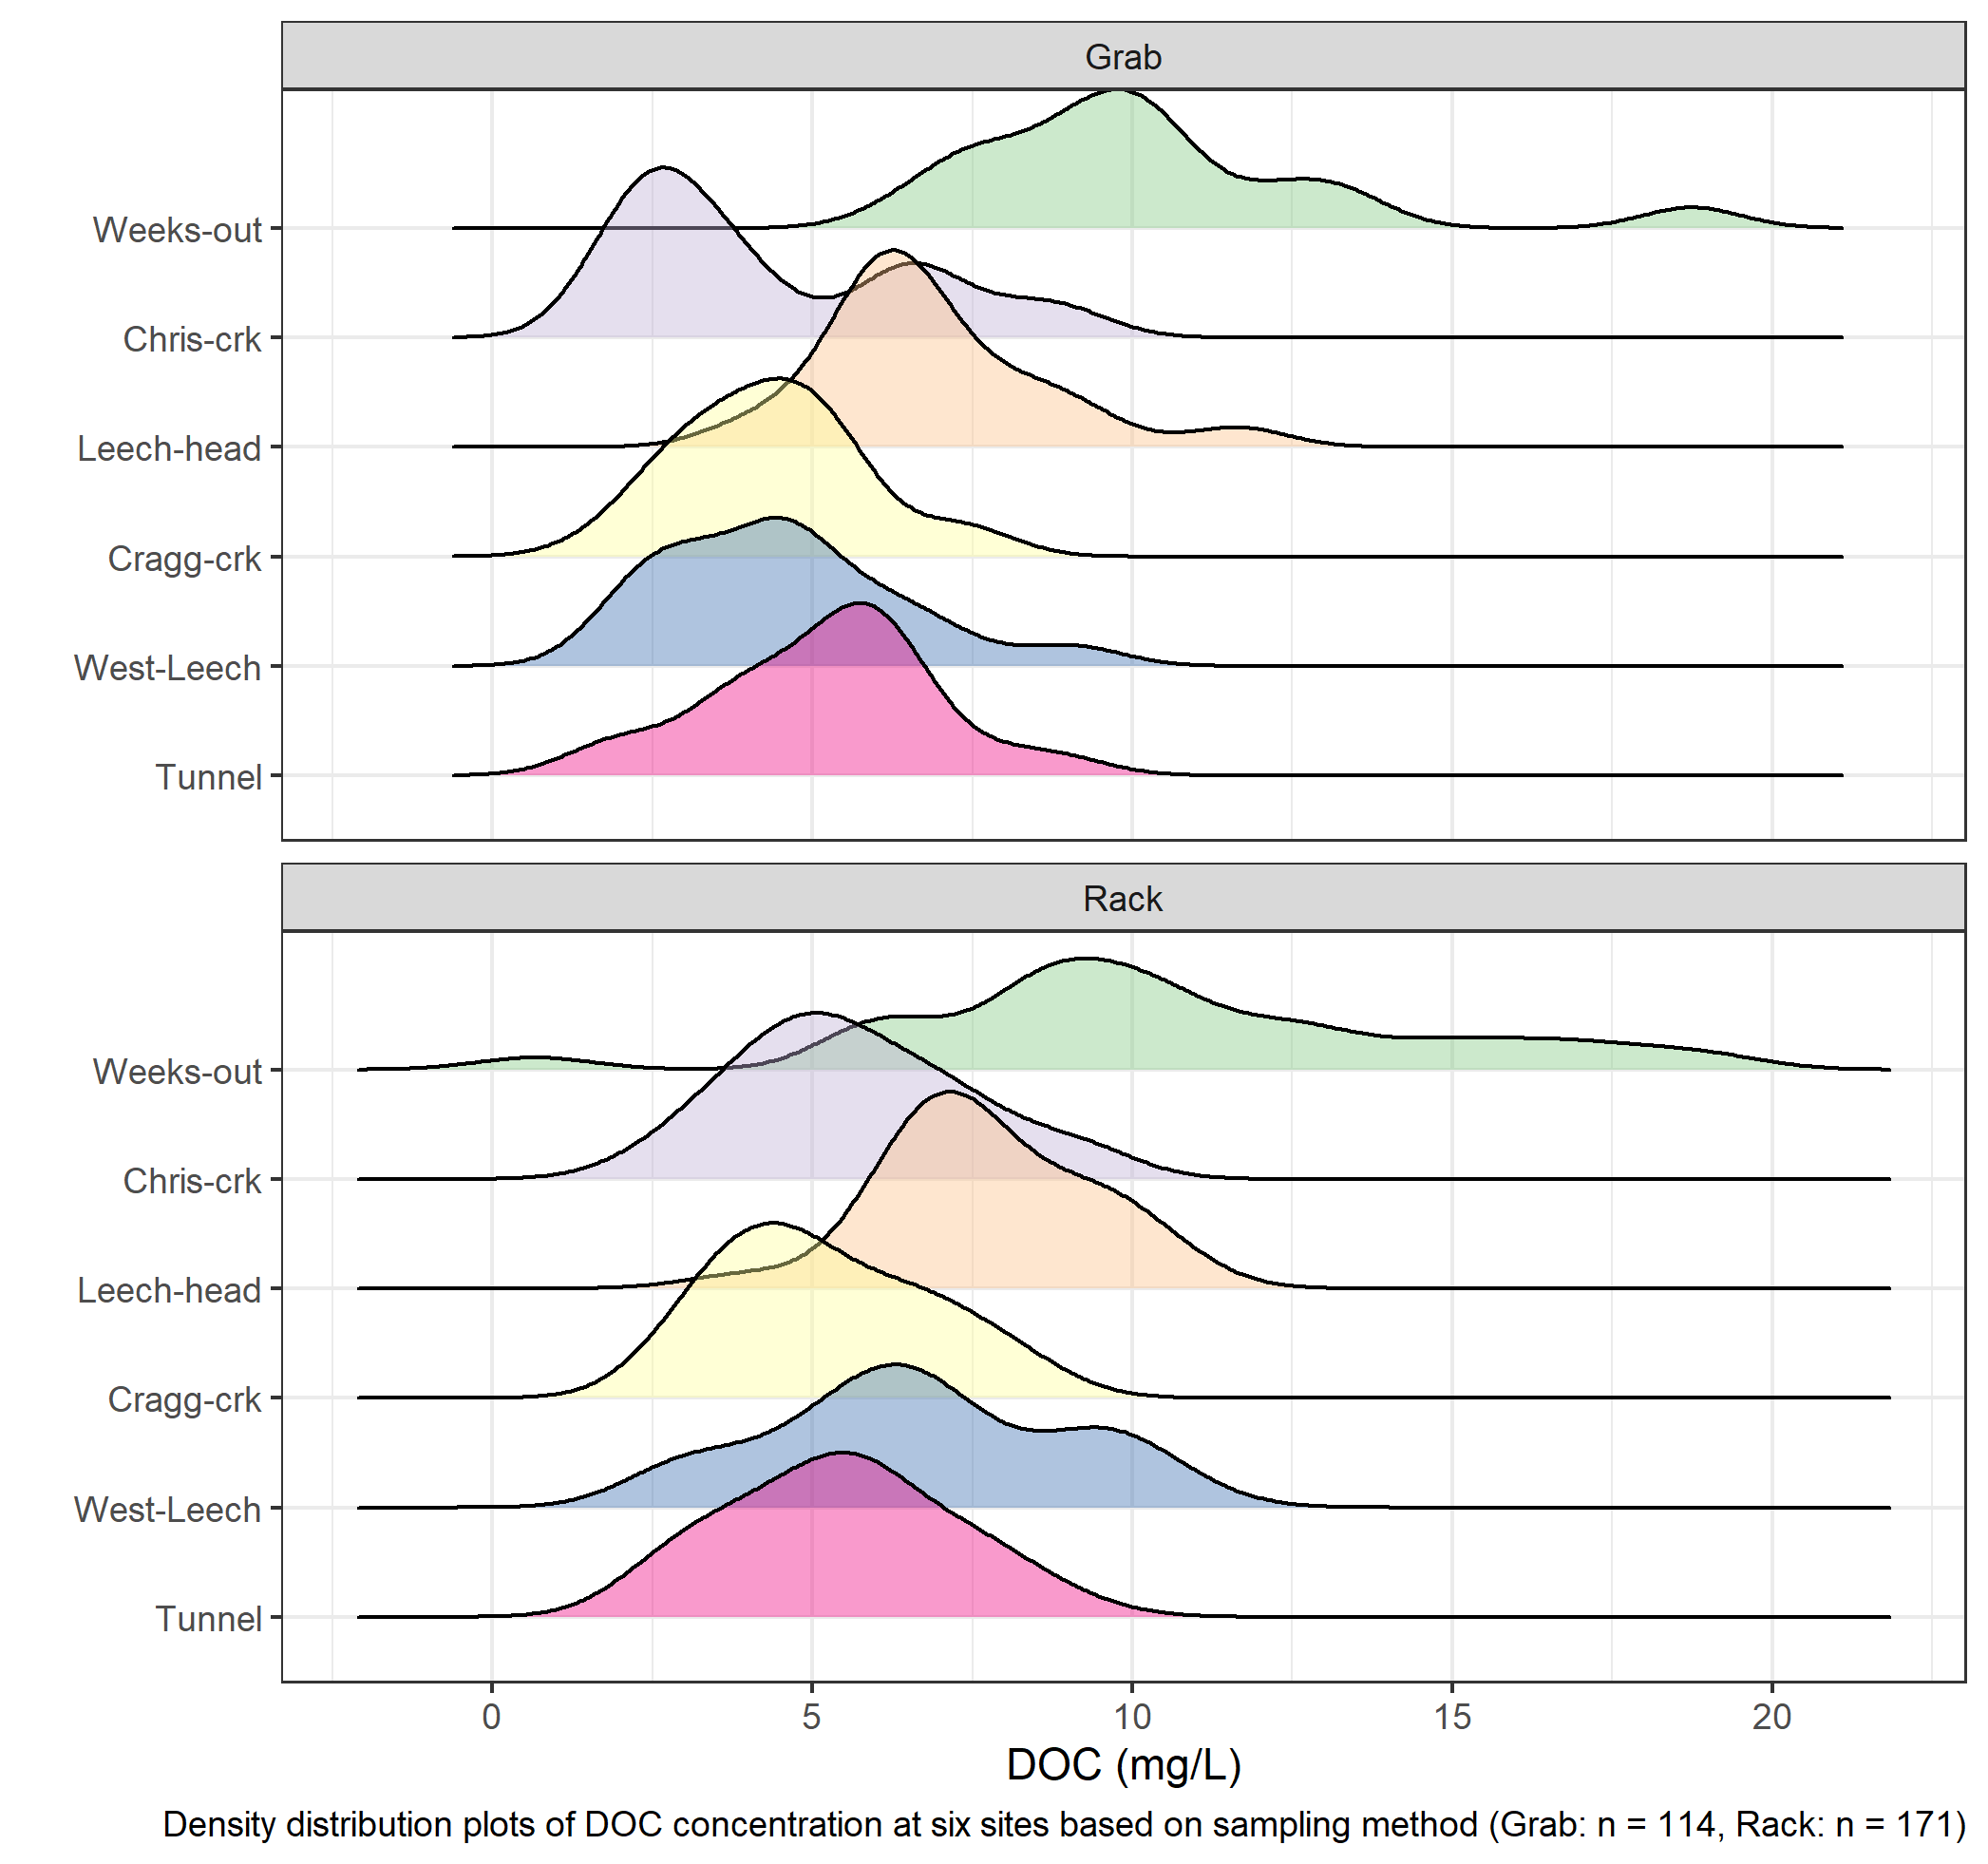 Grab
Weeks-out
Chris-crk
Leech-head
Cragg-crk
West-Leech
Tunnel
Rack
Weeks-out
Chris-crk
Leech-head
Cragg-crk
West-Leech
Tunnel
0 5 10 15 20
DOC (mg/L)
Density distribution plots of DOC concentration at six sites based on sampling method (Grab: n = 114, Rack: n = 171)